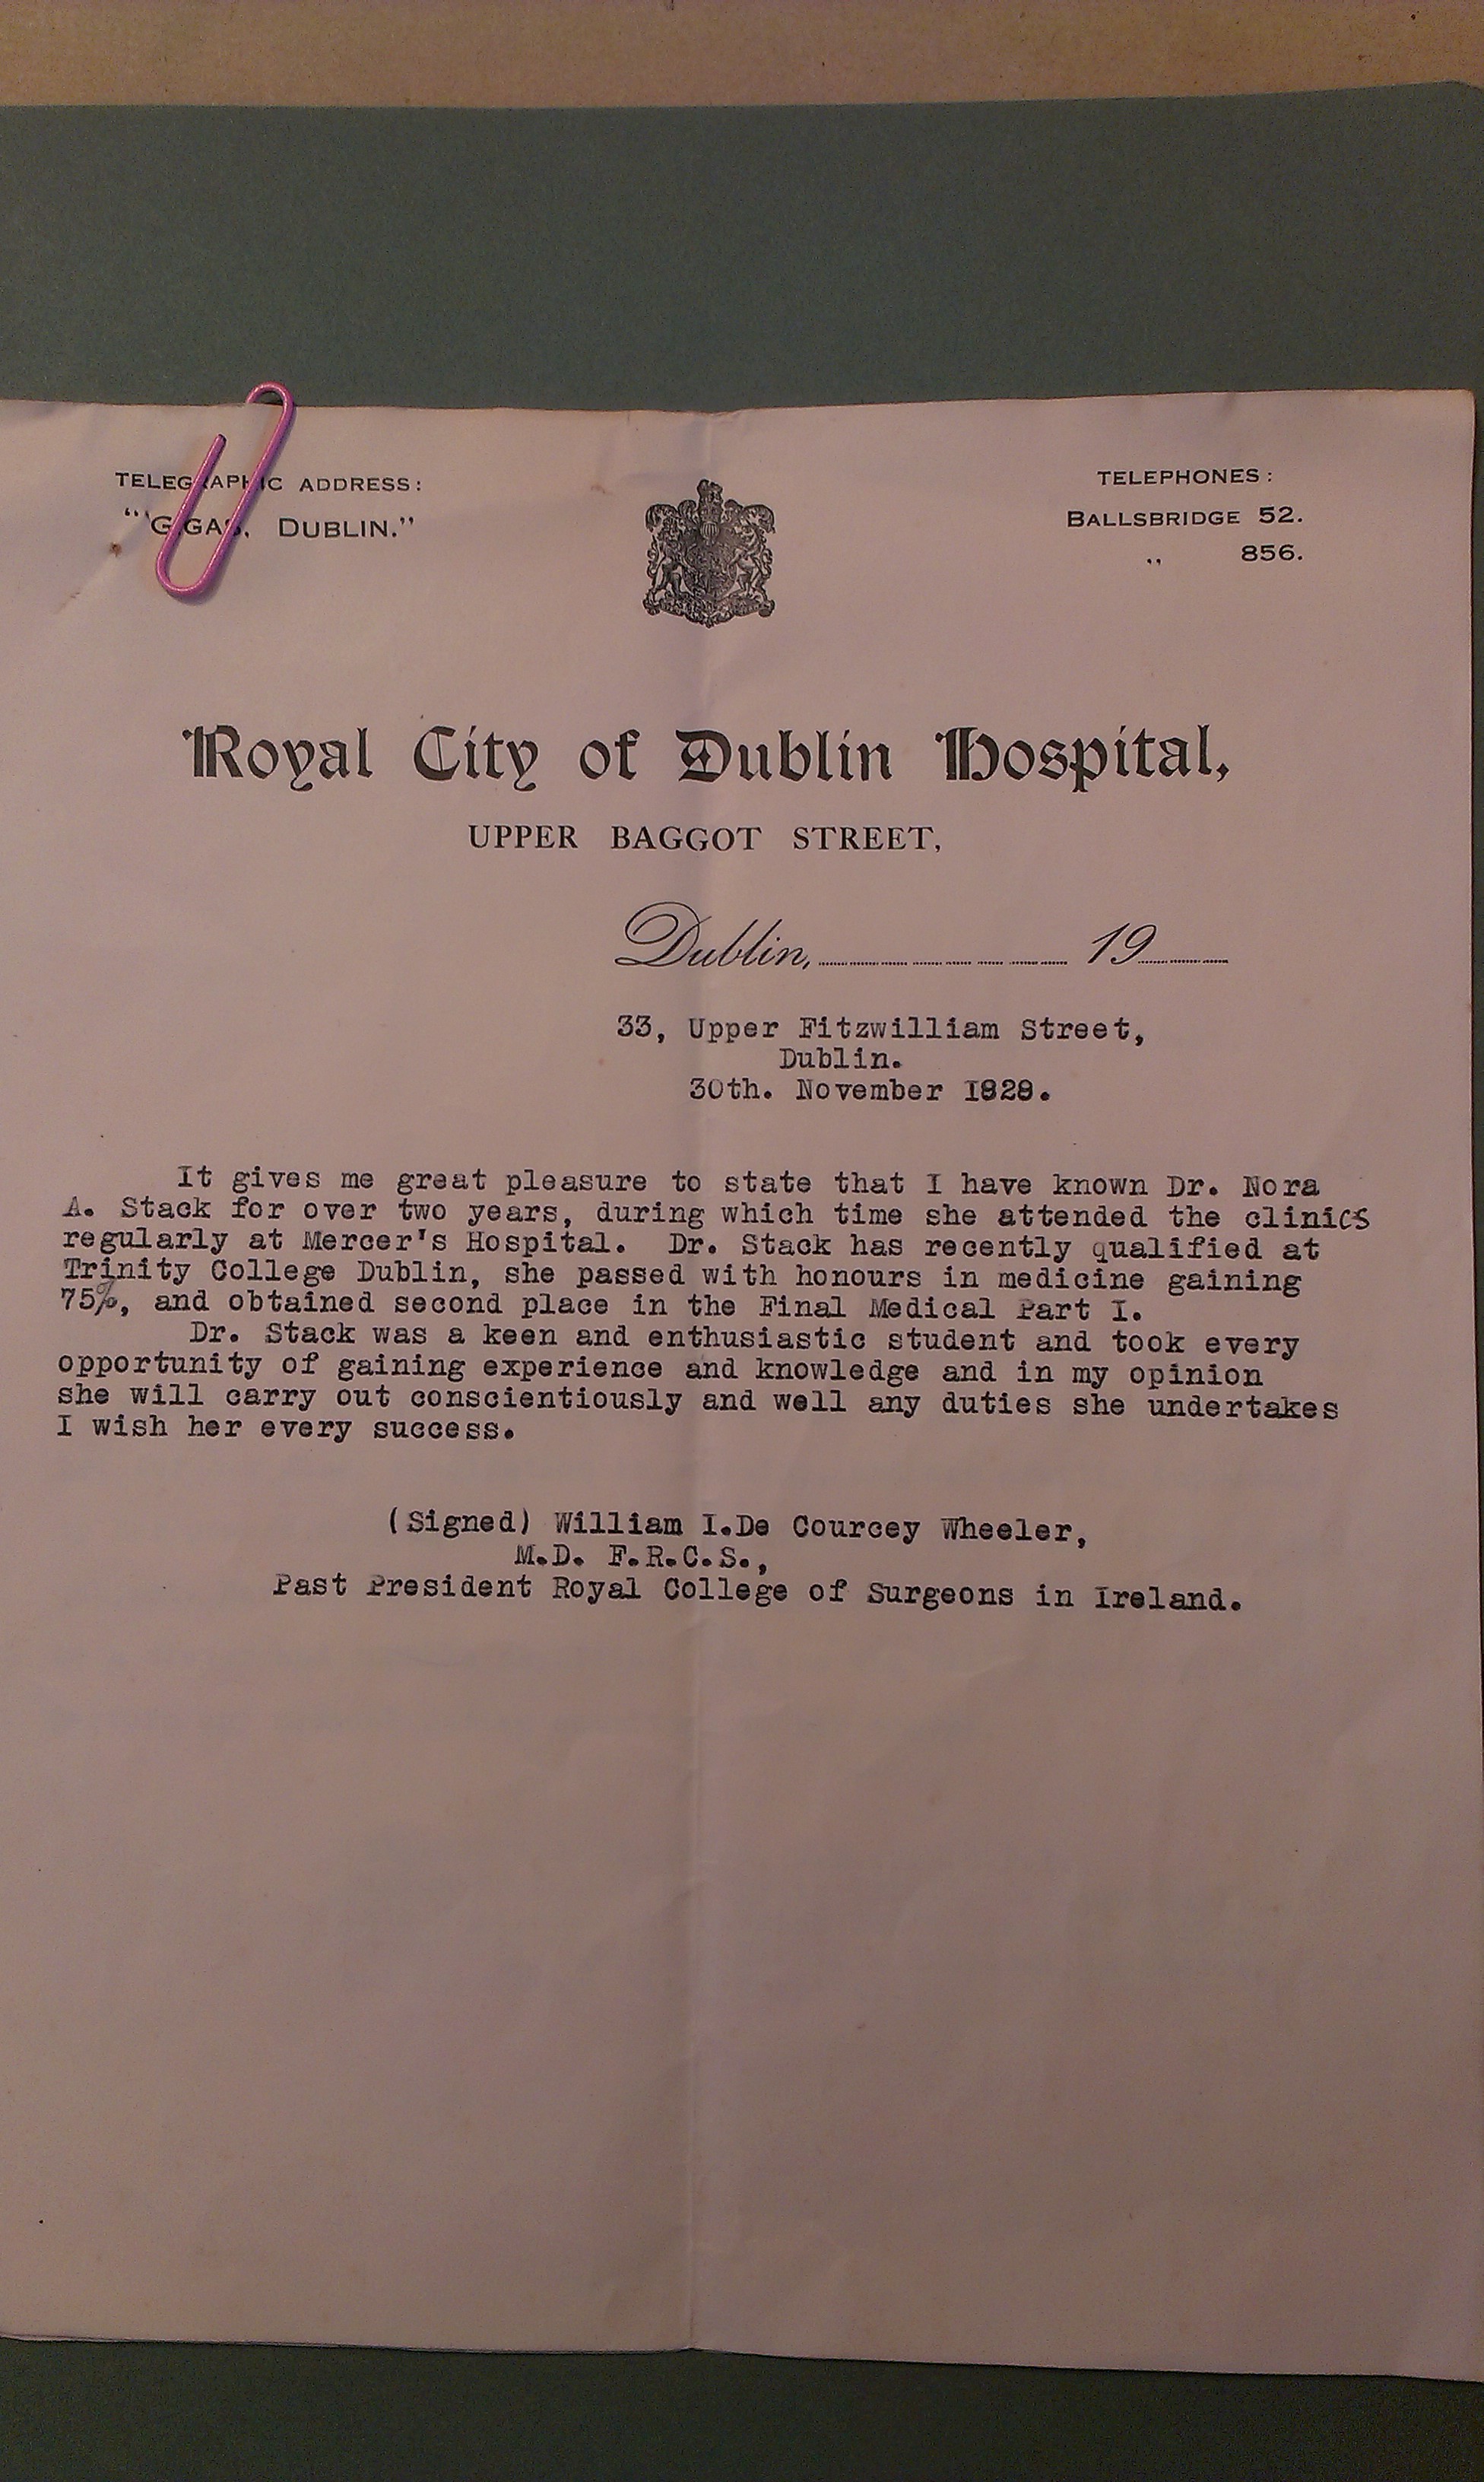 TELEGRAPHIC ADDRESS:
"GIGAS, DUBLIN."
TELEPHONES:
BALLSBRIDGE 52.
" 856.
Royal City of Dublin Hospital,
UPPER BAGGOT STREET,
Dublin, 19
33, Upper Fitzwilliam Street,
Dublin.
30th. November 1828.
It gives me great pleasure to state that I have known Dr. Nora
A. Stack for over two years, during which time she attended the clinics
regularly at Mercer's Hospital. Dr. Stack has recently qualified at
Trinity College Dublin, she passed with honours in medicine gaining
75%, and obtained second place in the Final Medical Part I.
Dr. Stack was a keen and enthusiastic student and took every
opportunity of gaining experience and knowledge and in my opinion
she will carry out conscientiously and well any duties she undertakes
I wish her every success.
(Signed) William I.De Courcey Wheeler,
M.D. F.R.C.S.,
Past President Royal College of Surgeons in Ireland.